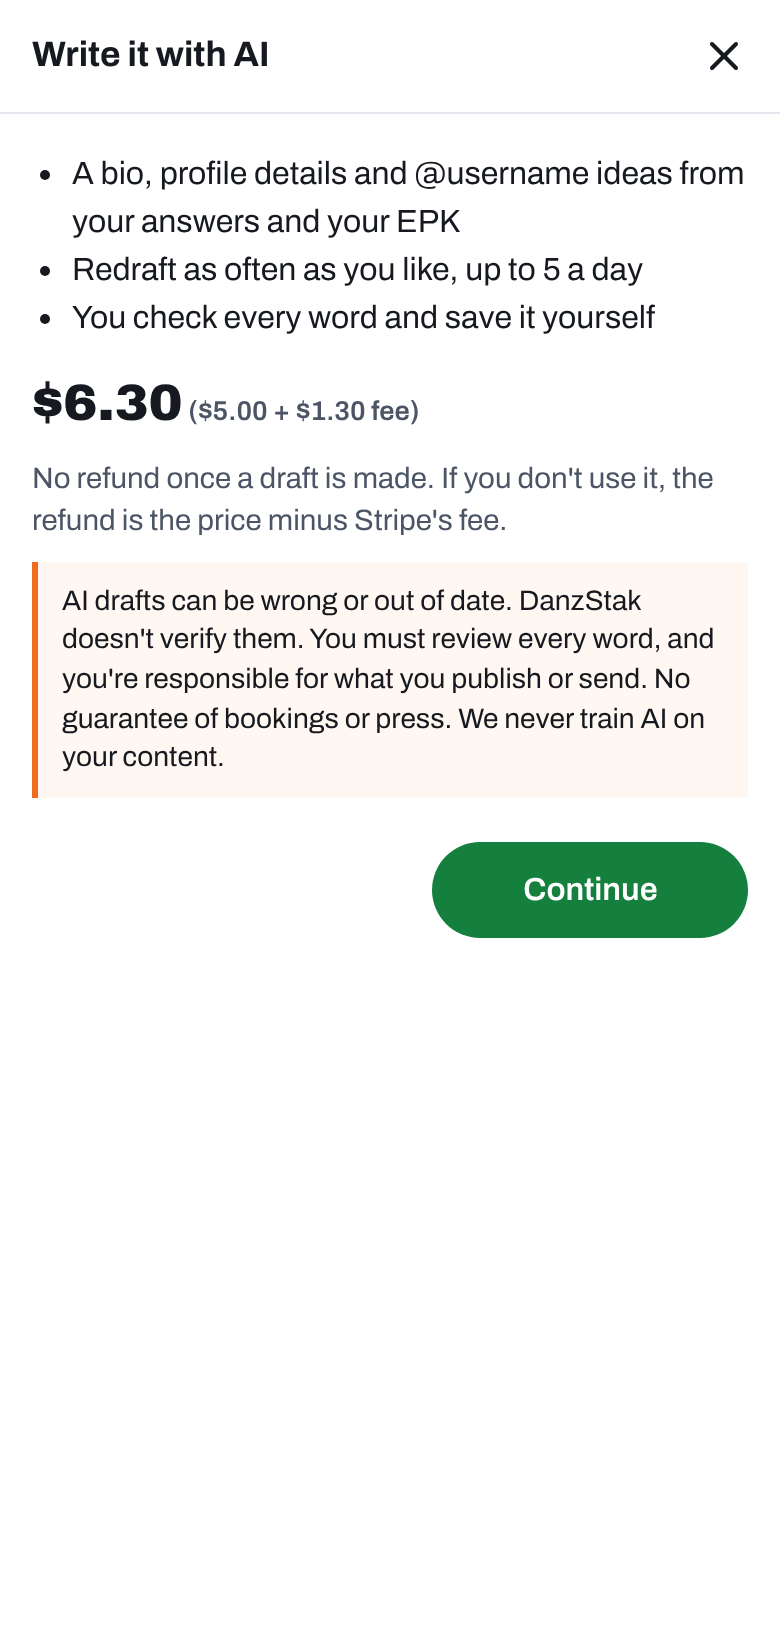 Write it with AI
• A bio, profile details and @username ideas from
your answers and your EPK
• Redraft as often as you like, up to 5 a day
• You check every word and save it yourself
$6.30 ($5.00 + $1.30 fee)
No refund once a draft is made. If you don't use it, the
refund is the price minus Stripe's fee.
AI drafts can be wrong or out of date. DanzStak
doesn't verify them. You must review every word, and
you're responsible for what you publish or send. No
guarantee of bookings or press. We never train AI on
your content.
Continue